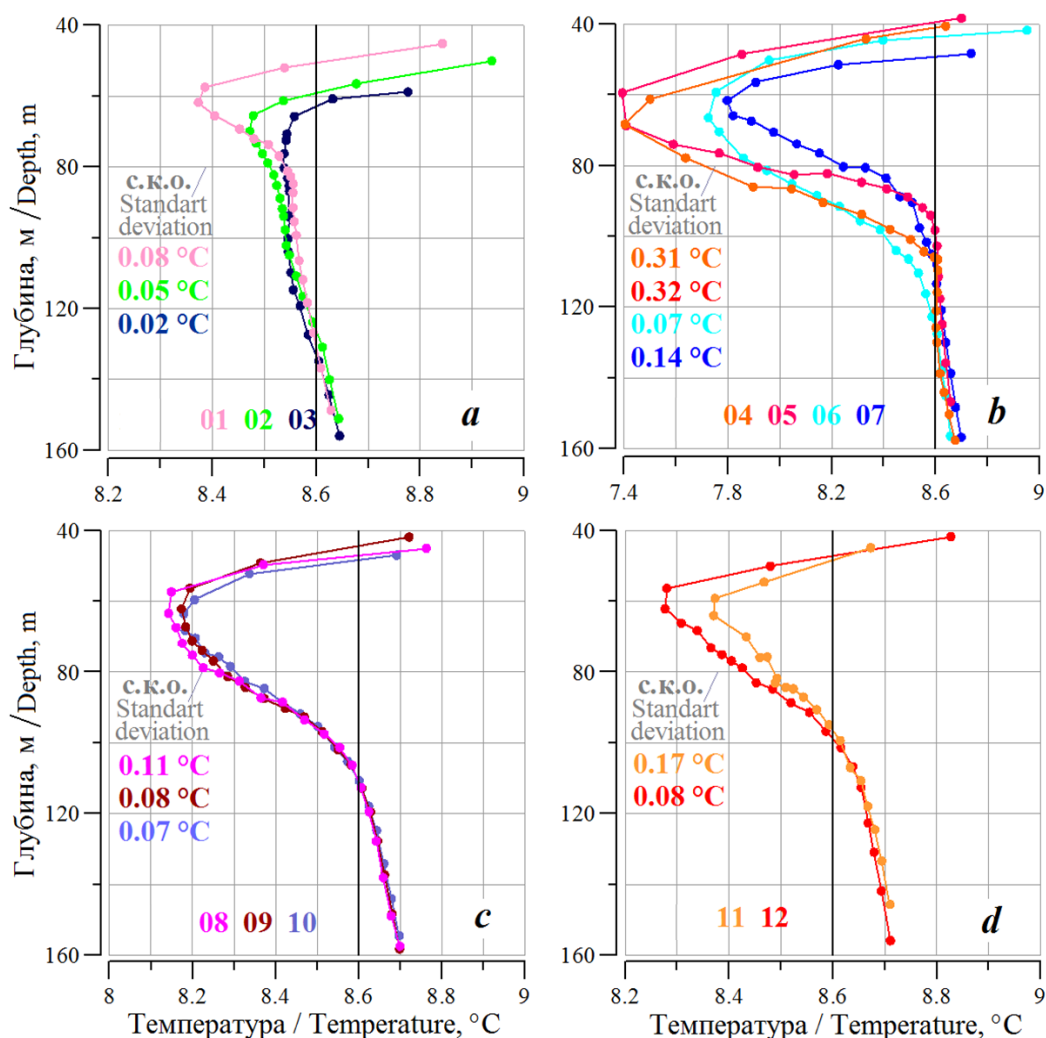 40
80
120
160
Глубина, м /Depth, m
с.к.о.
Standart
deviation
0.08 °C
0.05 °C
0.02 °C
01 02 03
a
8.2
8.4
8.6
8.8
9
40
80
120
160
с.к.о.
Standart
deviation
0.31 °C
0.32 °C
0.07 °C
0.14 °C
04 05 06 07
b
7.4
7.8
8.2
8.6
9
40
80
120
160
Глубина, м /Depth, m
с.к.о.
Standart
deviation
0.11 °C
0.08 °C
0.07 °C
08 09 10
c
8
8.2
8.4
8.6
8.8
9
Температура / Temperature, °C
40
80
120
160
с.к.о.
Standart
deviation
0.17 °C
0.08 °C
11 12
d
8.2
8.4
8.6
8.8
9
Температура / Temperature, °C